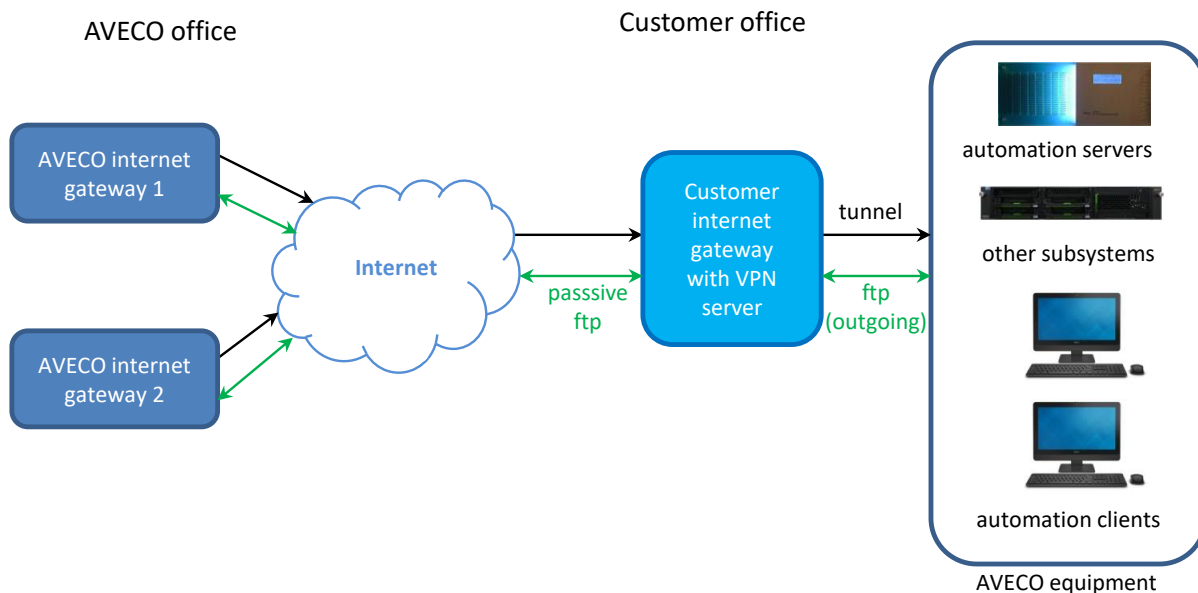 AVECO office
Customer office
AVECO internet
gateway 1
AVECO internet
gateway 2
Internet
passsive
ftp
Customer
internet
gateway
with VPN
server
tunnel
ftp
(outgoing)
automation servers
other subsystems
automation clients
AVECO equipment